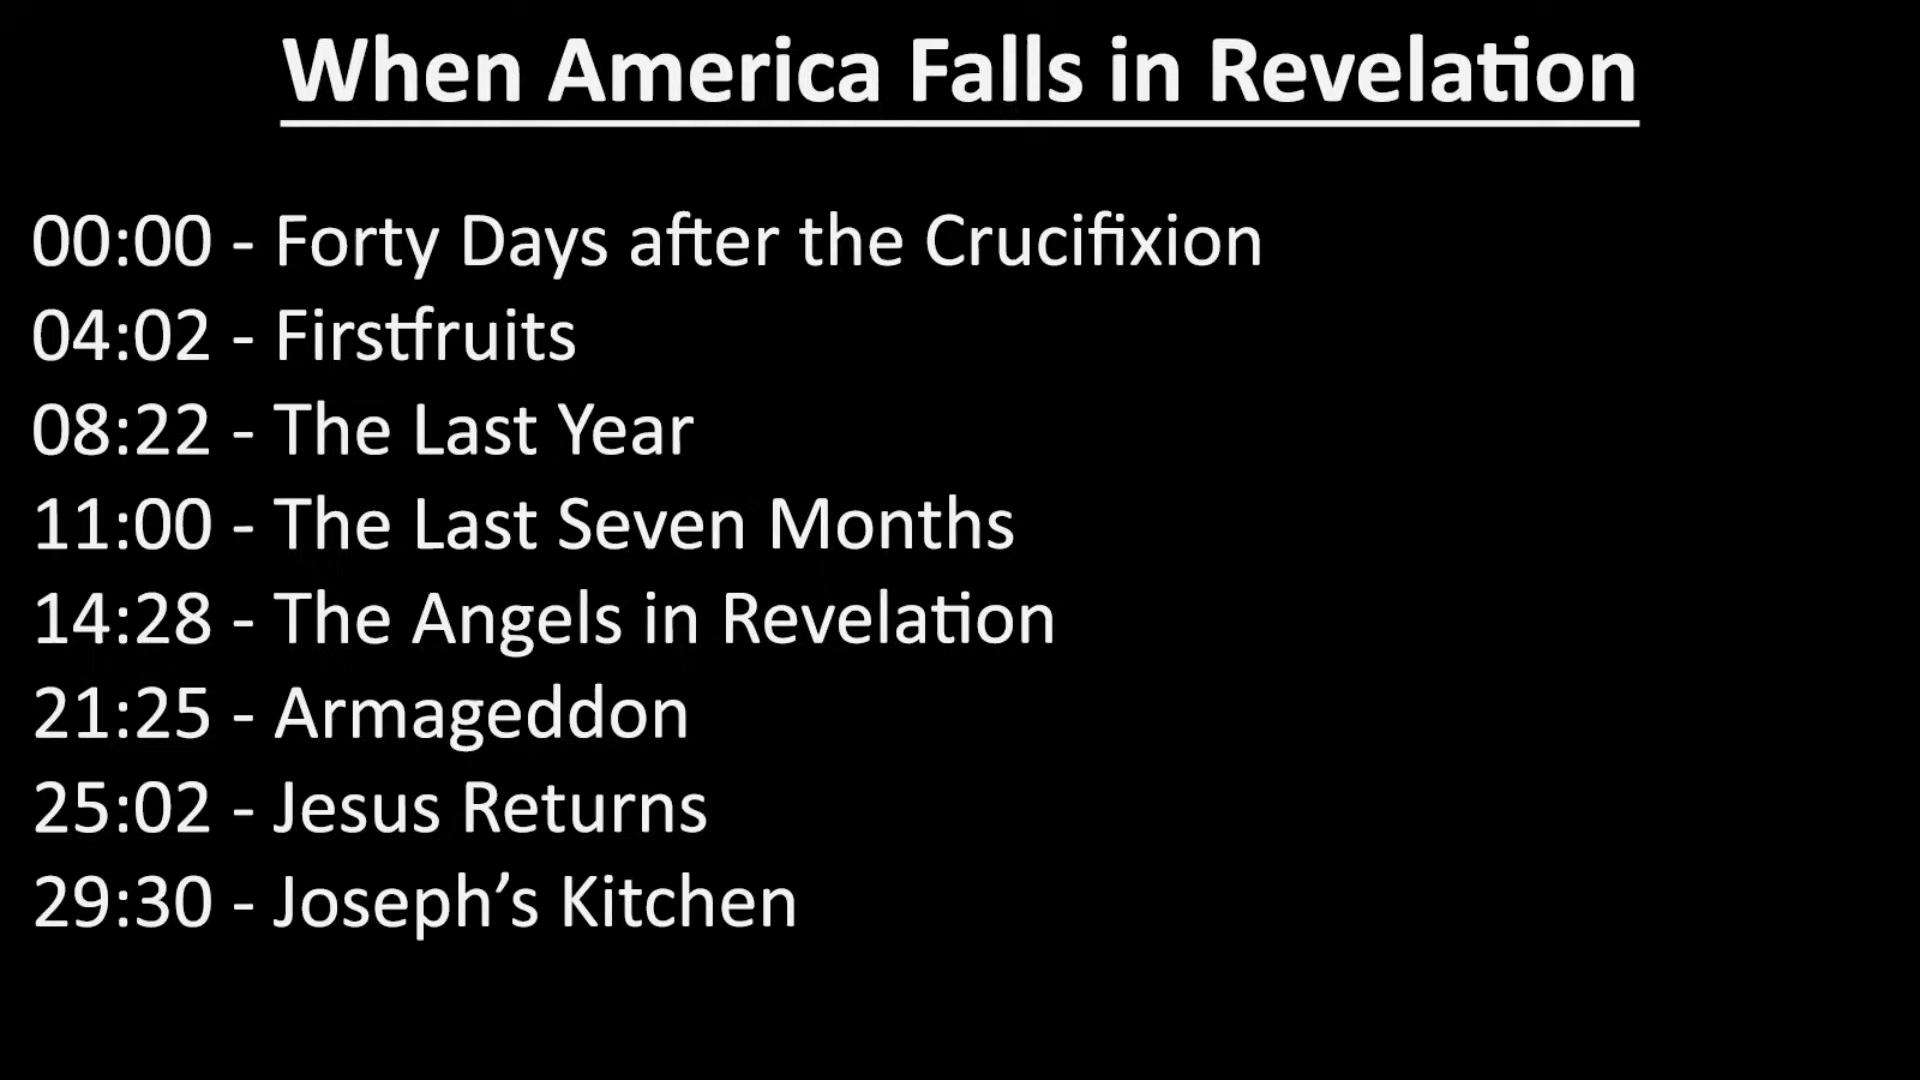 When America Falls in Revelation
00:00 - Forty Days after the Crucifixion
04:02 - Firstfruits
08:22 - The Last Year
11:00 - The Last Seven Months
14:28 - The Angels in Revelation
21:25 - Armageddon
25:02 - Jesus Returns
29:30 - Joseph’s Kitchen